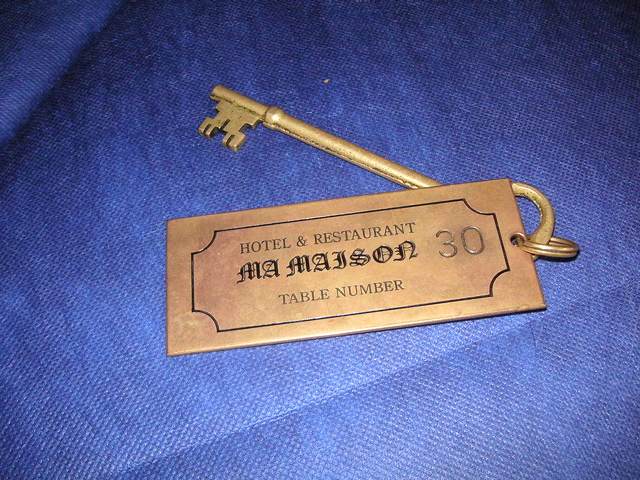 HOTEL & RESTAURANT
MA MAISON 30
TABLE NUMBER